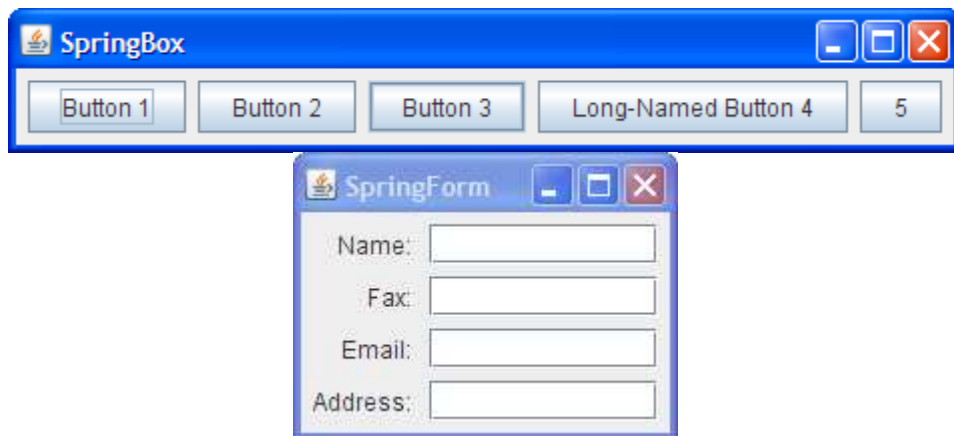 SpringBox
Button 1 Button 2 Button 3 Long-Named Button 4 5
SpringForm
Name:
Fax:
Email:
Address: